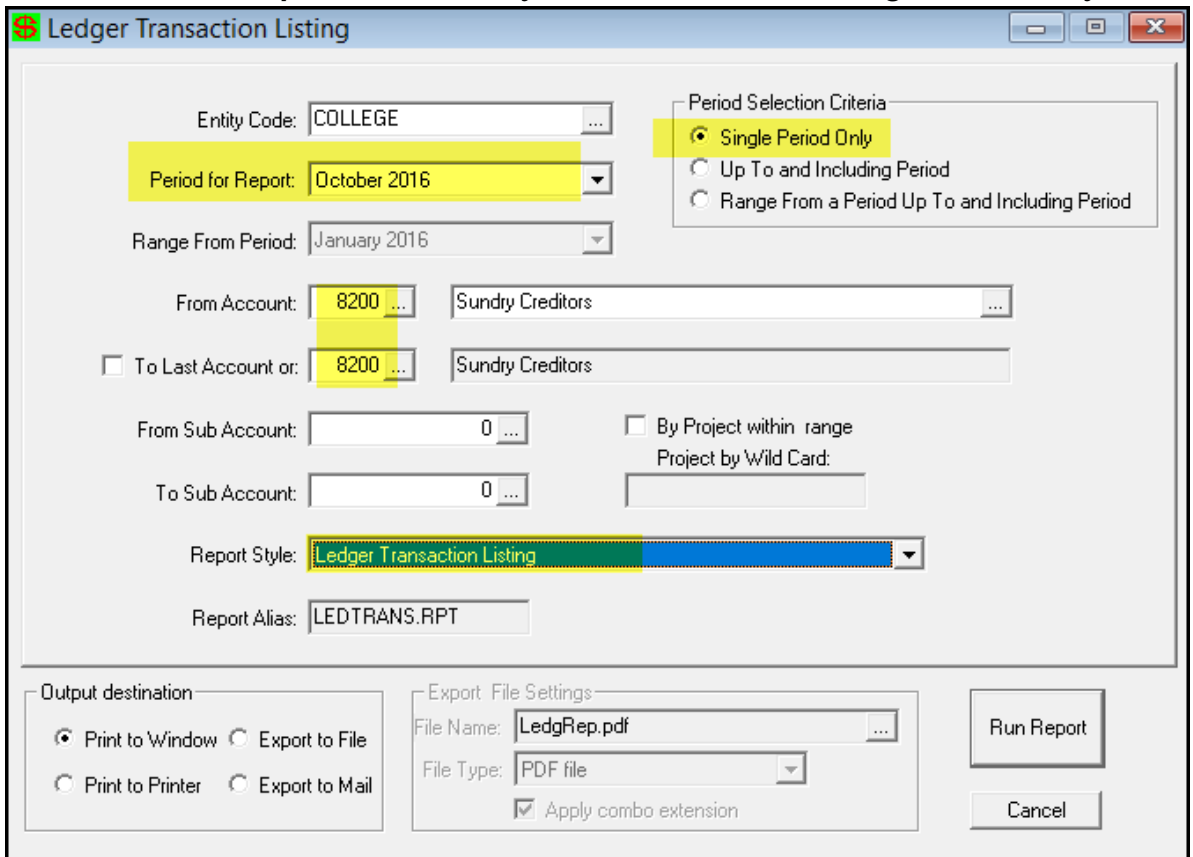 Ledger Transaction Listing
Entity Code: COLLEGE ...
Period Selection Criteria
Single Period Only
Up To and Including Period
Range From a Period Up To and Including Period
Period for Report: October 2016
Range From Period: January 2016
From Account: 8200 ... Sundry Creditors ...
To Last Account or: 8200 ... Sundry Creditors
From Sub Account: 0 ... By Project within range
Project by Wild Card:
To Sub Account: 0 ...
Report Style: Ledger Transaction Listing
Report Alias: LEDTRANS.RPT
Output destination
Print to Window Export to File
Print to Printer Export to Mail
Export File Settings
File Name: LedgRep.pdf ...
File Type: PDF file
Apply combo extension
Run Report
Cancel